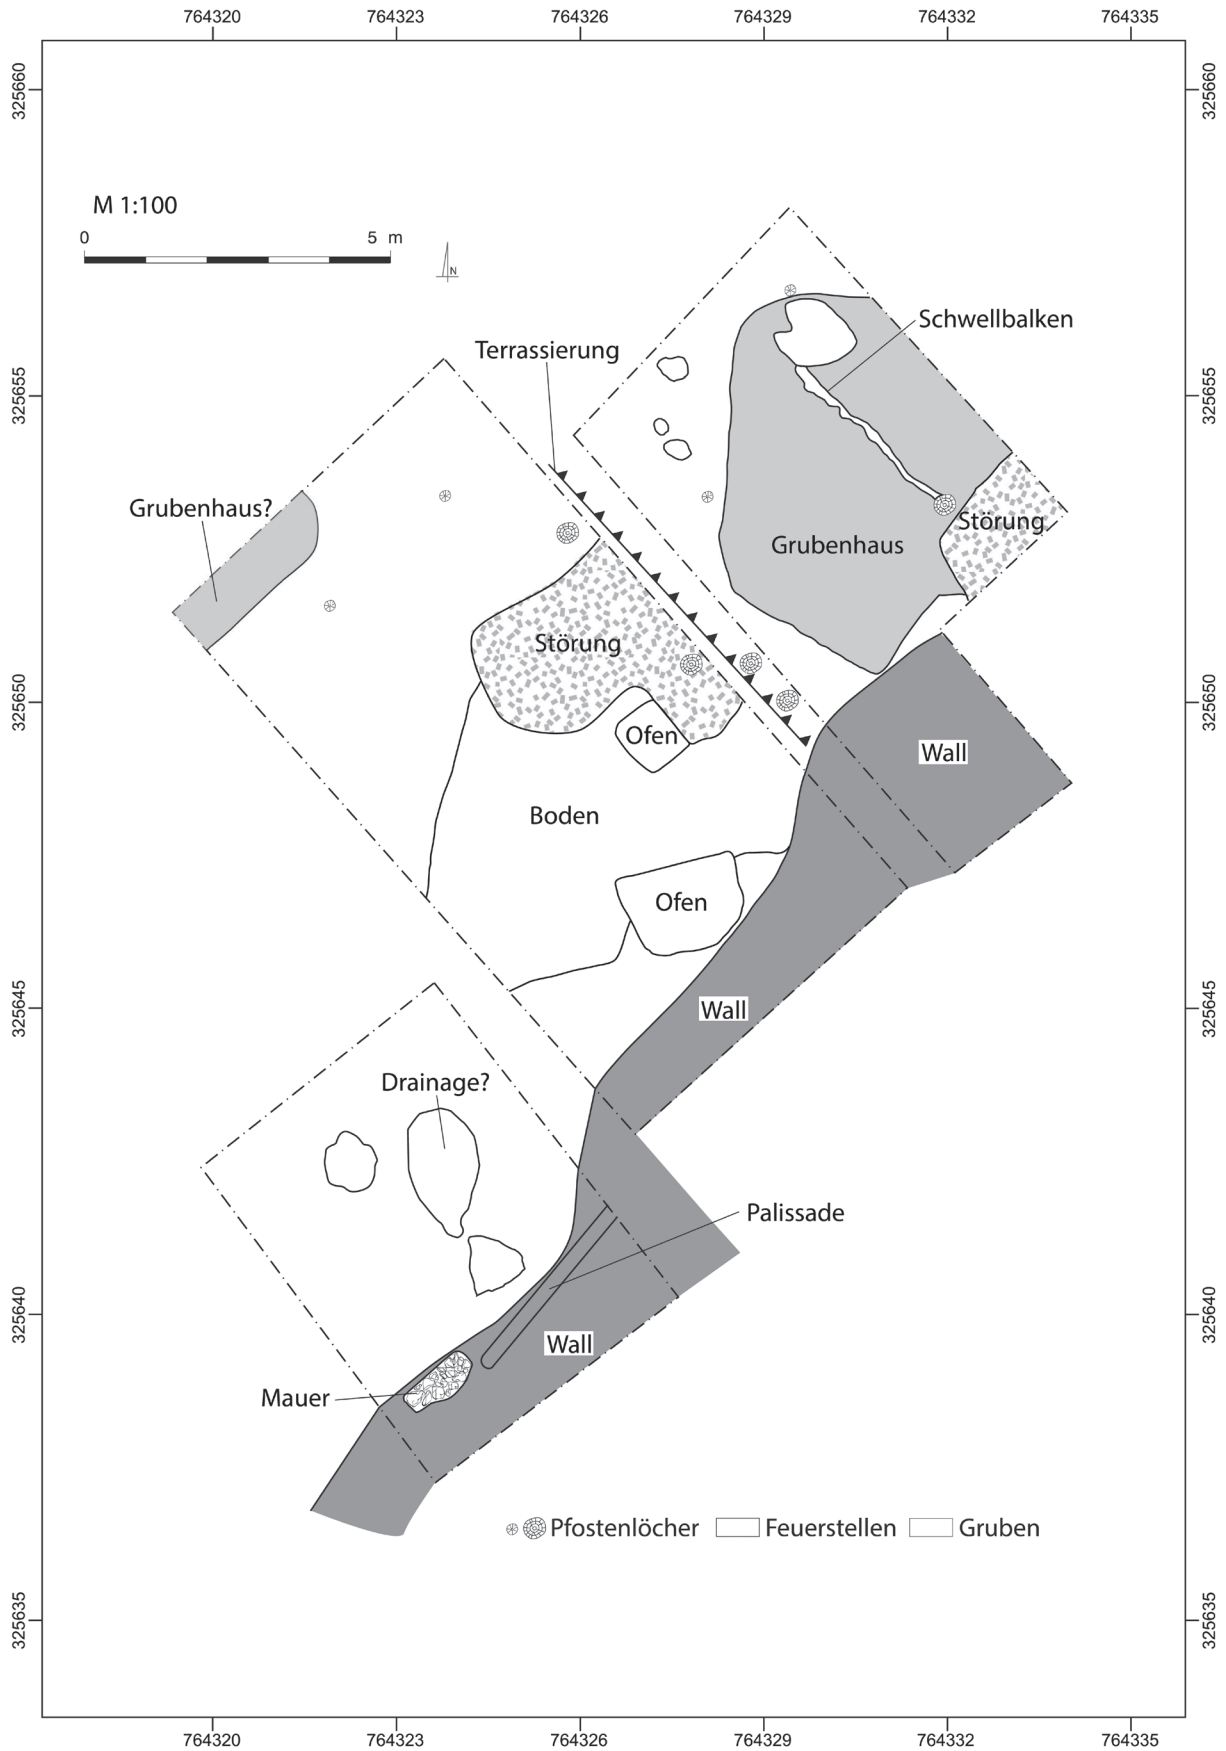 764320 764323 764326 764329 764332 764335
325660 325660
M 1:100
0 5 m
N
Schwellbalken
Terrassierung
325655 325655
Grubenhaus?
Störung
Grubenhaus
Störung
325650 325650
Ofen
Wall
Boden
Ofen
325645 325645
Wall
Drainage?
Palissade
325640 325640
Wall
Mauer
Pfostenlöcher Feuerstellen Gruben
325635 325635
764320 764323 764326 764329 764332 764335